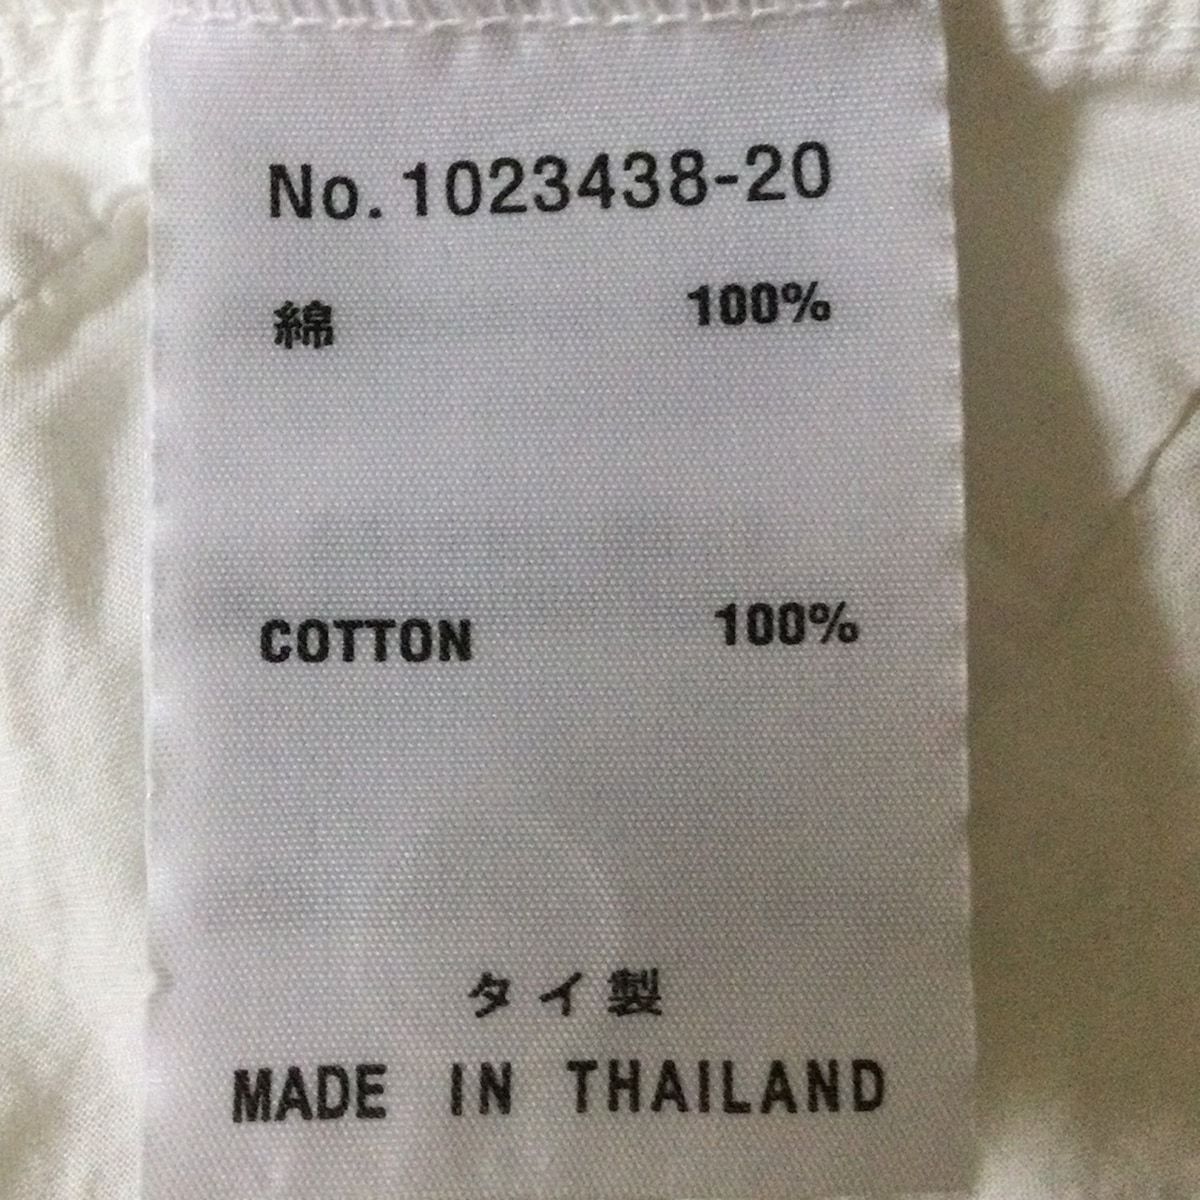 No. 1023438-20
綿 100%
COTTON 100%
タイ製
MADE IN THAILAND